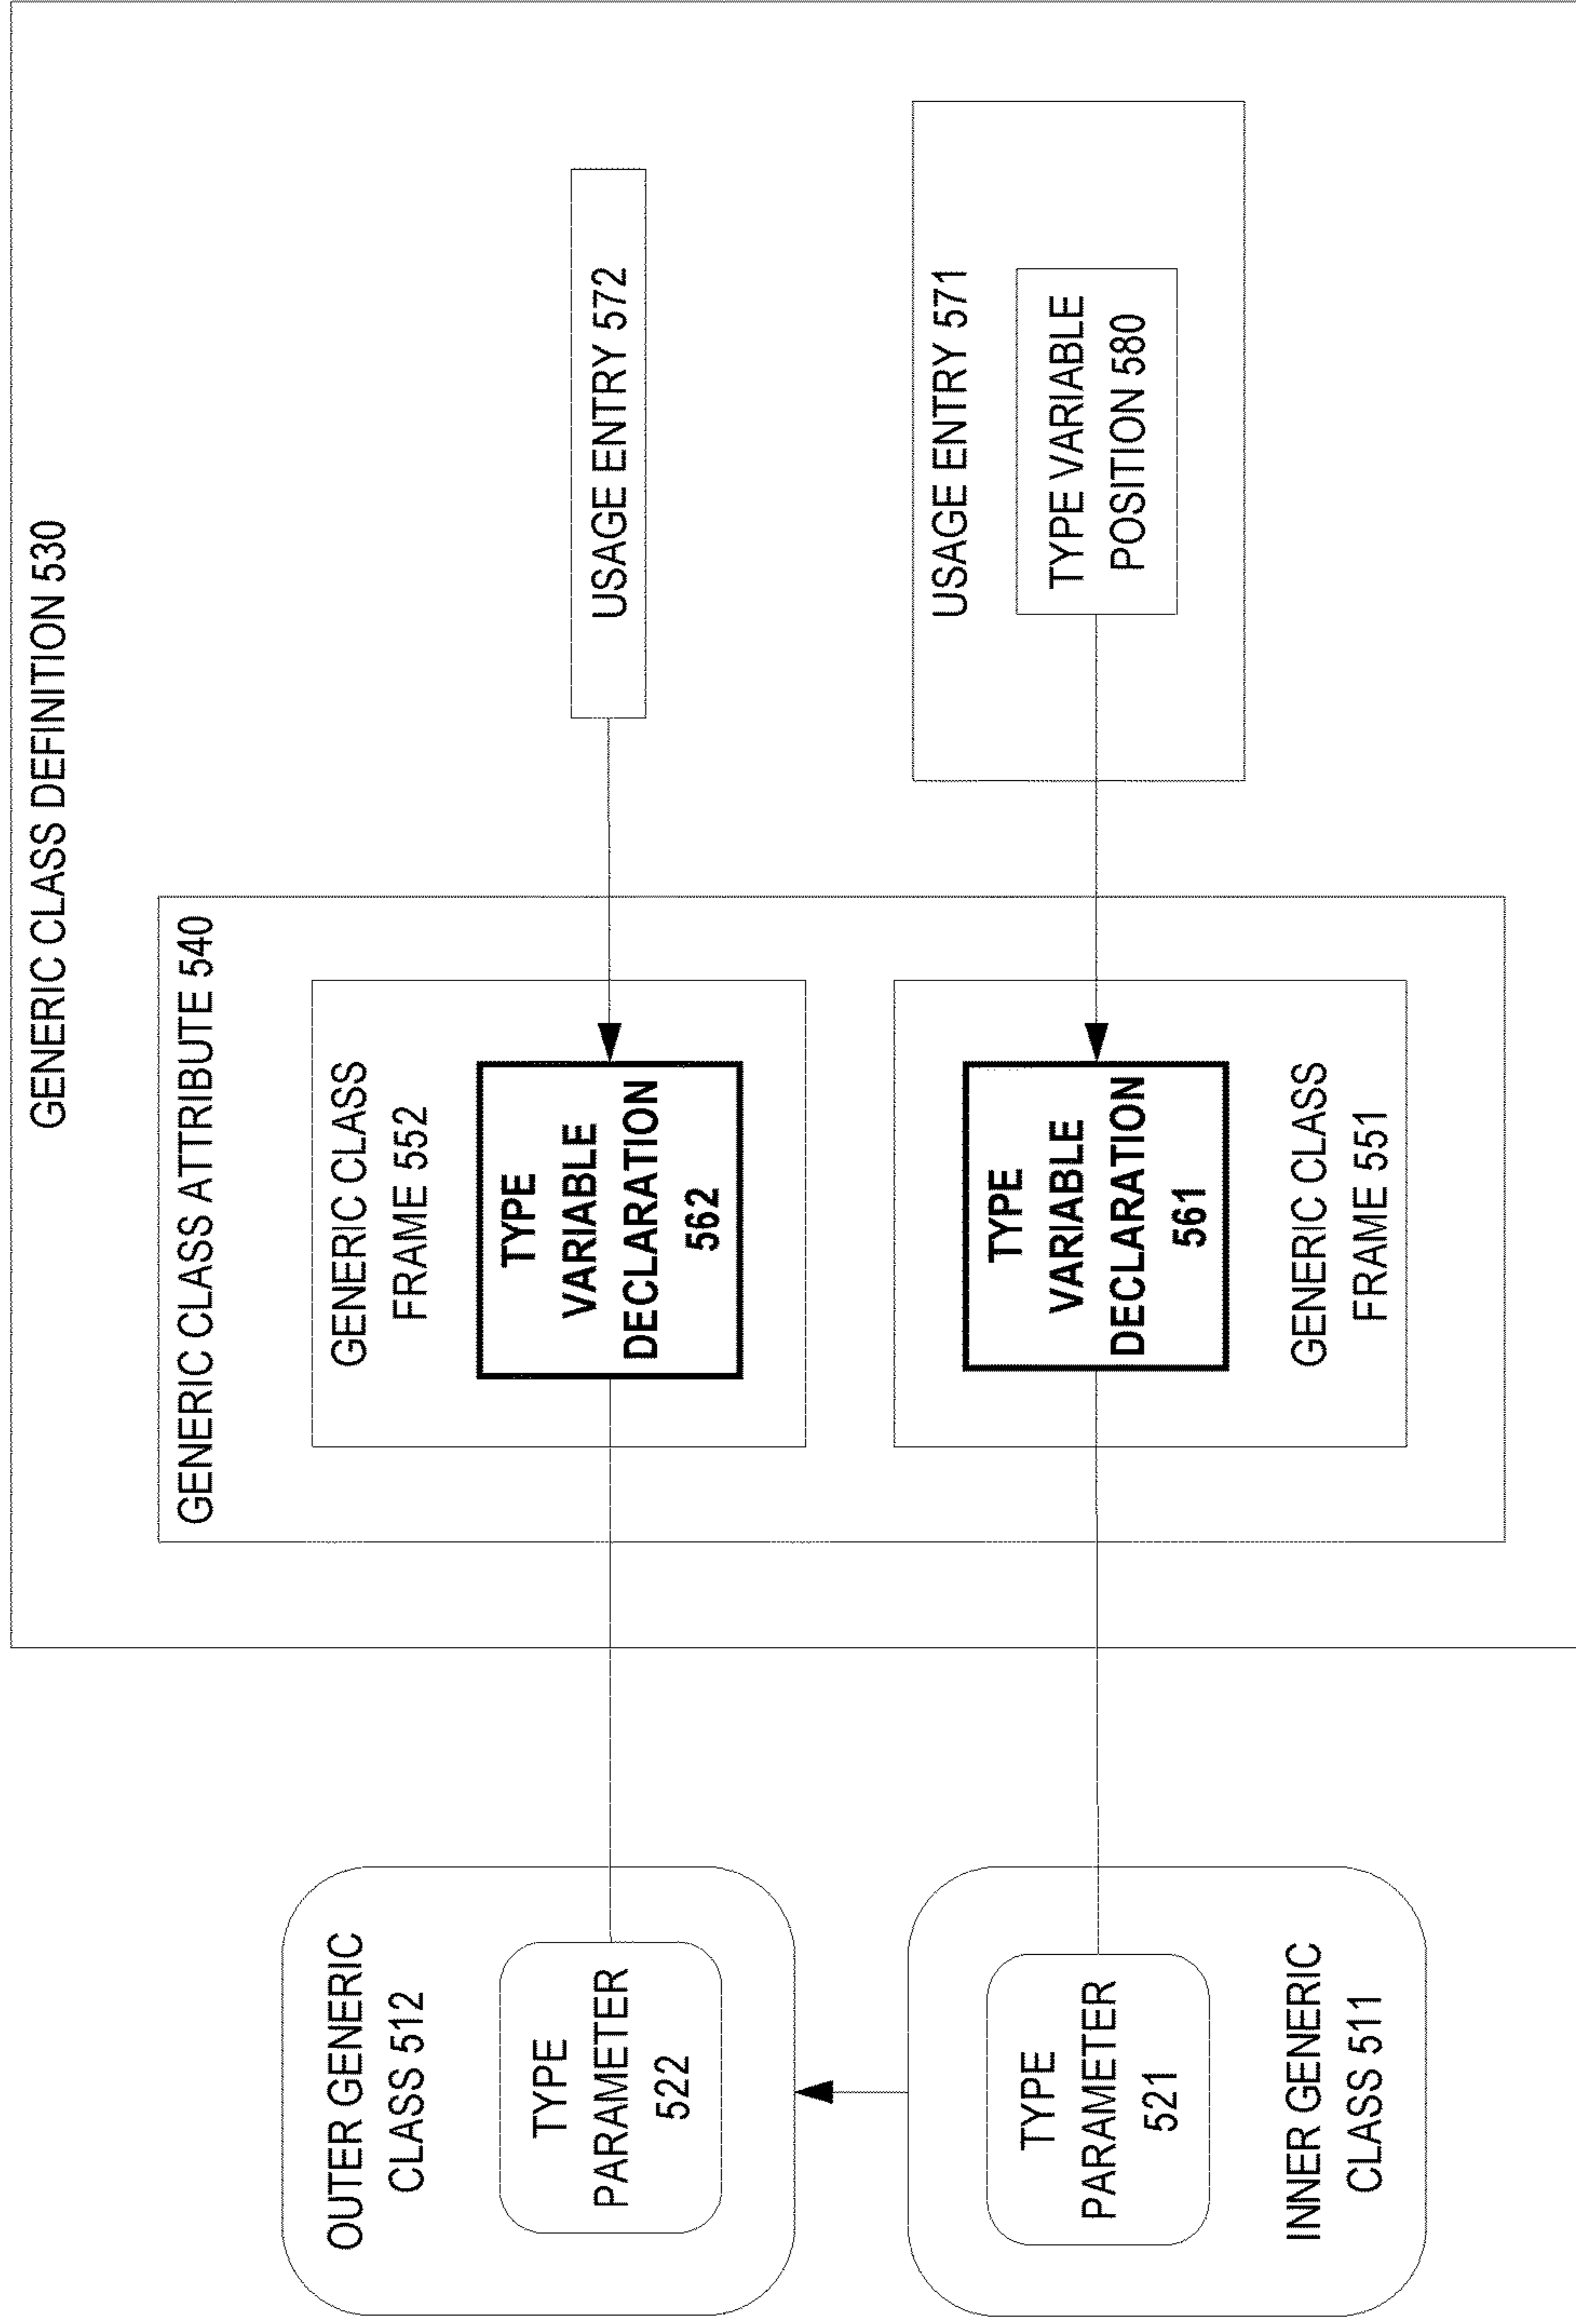 GENERIC CLASS DEFINITION 530
GENERIC CLASS ATTRIBUTE 540
OUTER GENERIC
CLASS 512
TYPE
PARAMETER
522
GENERIC CLASS
FRAME 552
TYPE
VARIABLE
DECLARATION
562
USAGE ENTRY 572
TYPE
PARAMETER
521
INNER GENERIC
CLASS 511
TYPE
VARIABLE
DECLARATION
561
GENERIC CLASS
FRAME 551
USAGE ENTRY 571
TYPE VARIABLE
POSITION 580